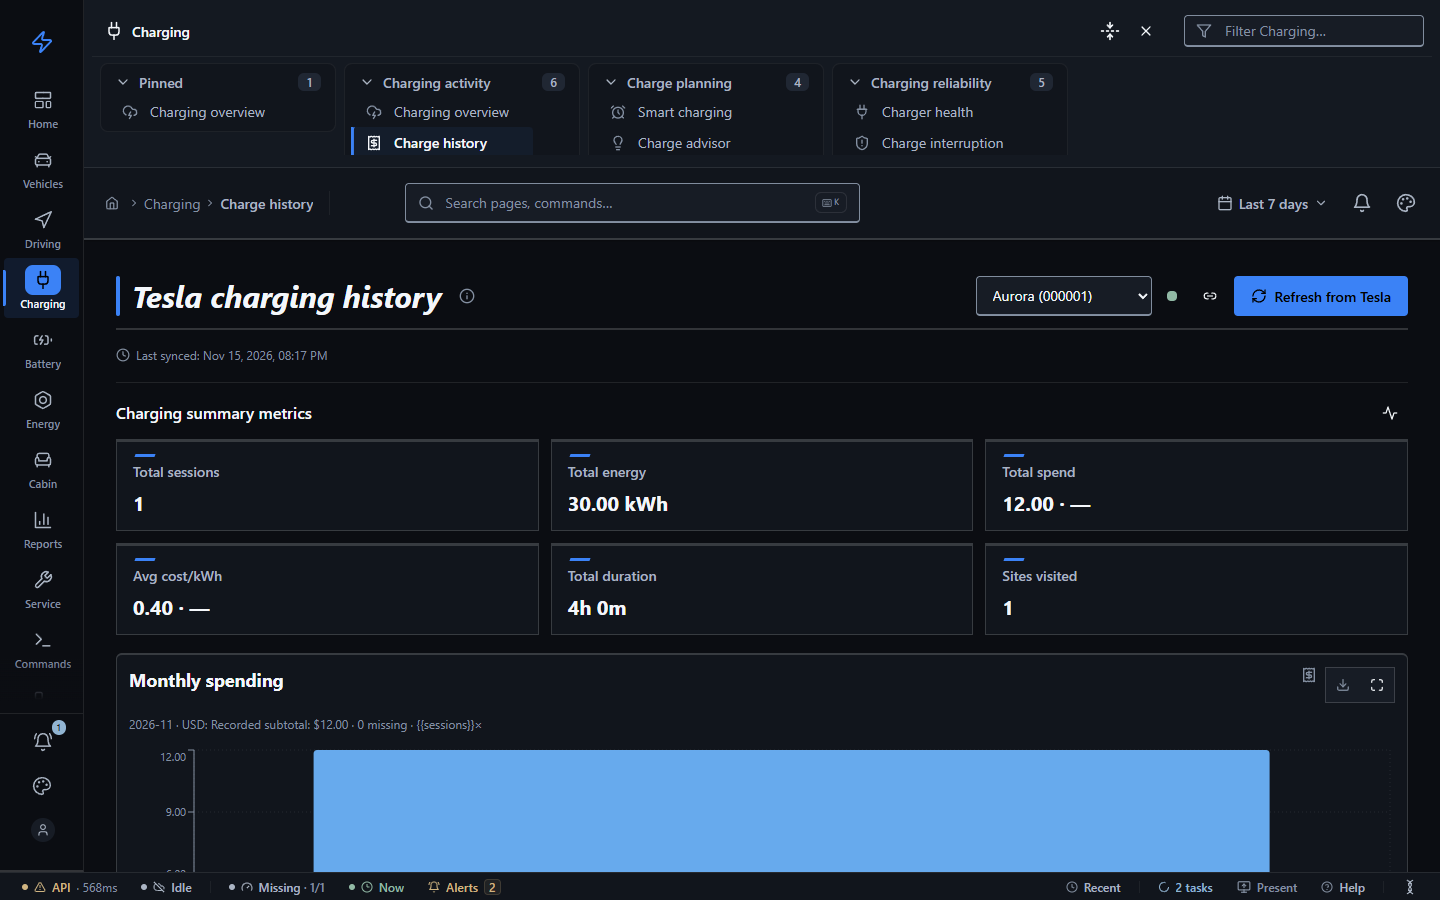 Charging
Filter Charging...
Pinned 1
Charging overview
Charging activity 6
Charging overview
Charge history
Charge planning 4
Smart charging
Charge advisor
Charging reliability 5
Charger health
Charge interruption
Home
Vehicles
Driving
Charging
Battery
Energy
Cabin
Reports
Service
Commands
1
Charging > Charge history
Search pages, commands...
K
Last 7 days
Tesla charging history
Aurora (000001)
Refresh from Tesla
Last synced: Nov 15, 2026, 08:17 PM
Charging summary metrics
Total sessions
1
Total energy
30.00 kWh
Total spend
12.00 · —
Avg cost/kWh
0.40 · —
Total duration
4h 0m
Sites visited
1
Monthly spending
2026-11 · USD: Recorded subtotal: $12.00 · 0 missing · {{sessions}}×
12.00
9.00
API · 568ms
Idle
Missing · 1/1
Now
Alerts 2
Recent
2 tasks
Present
Help